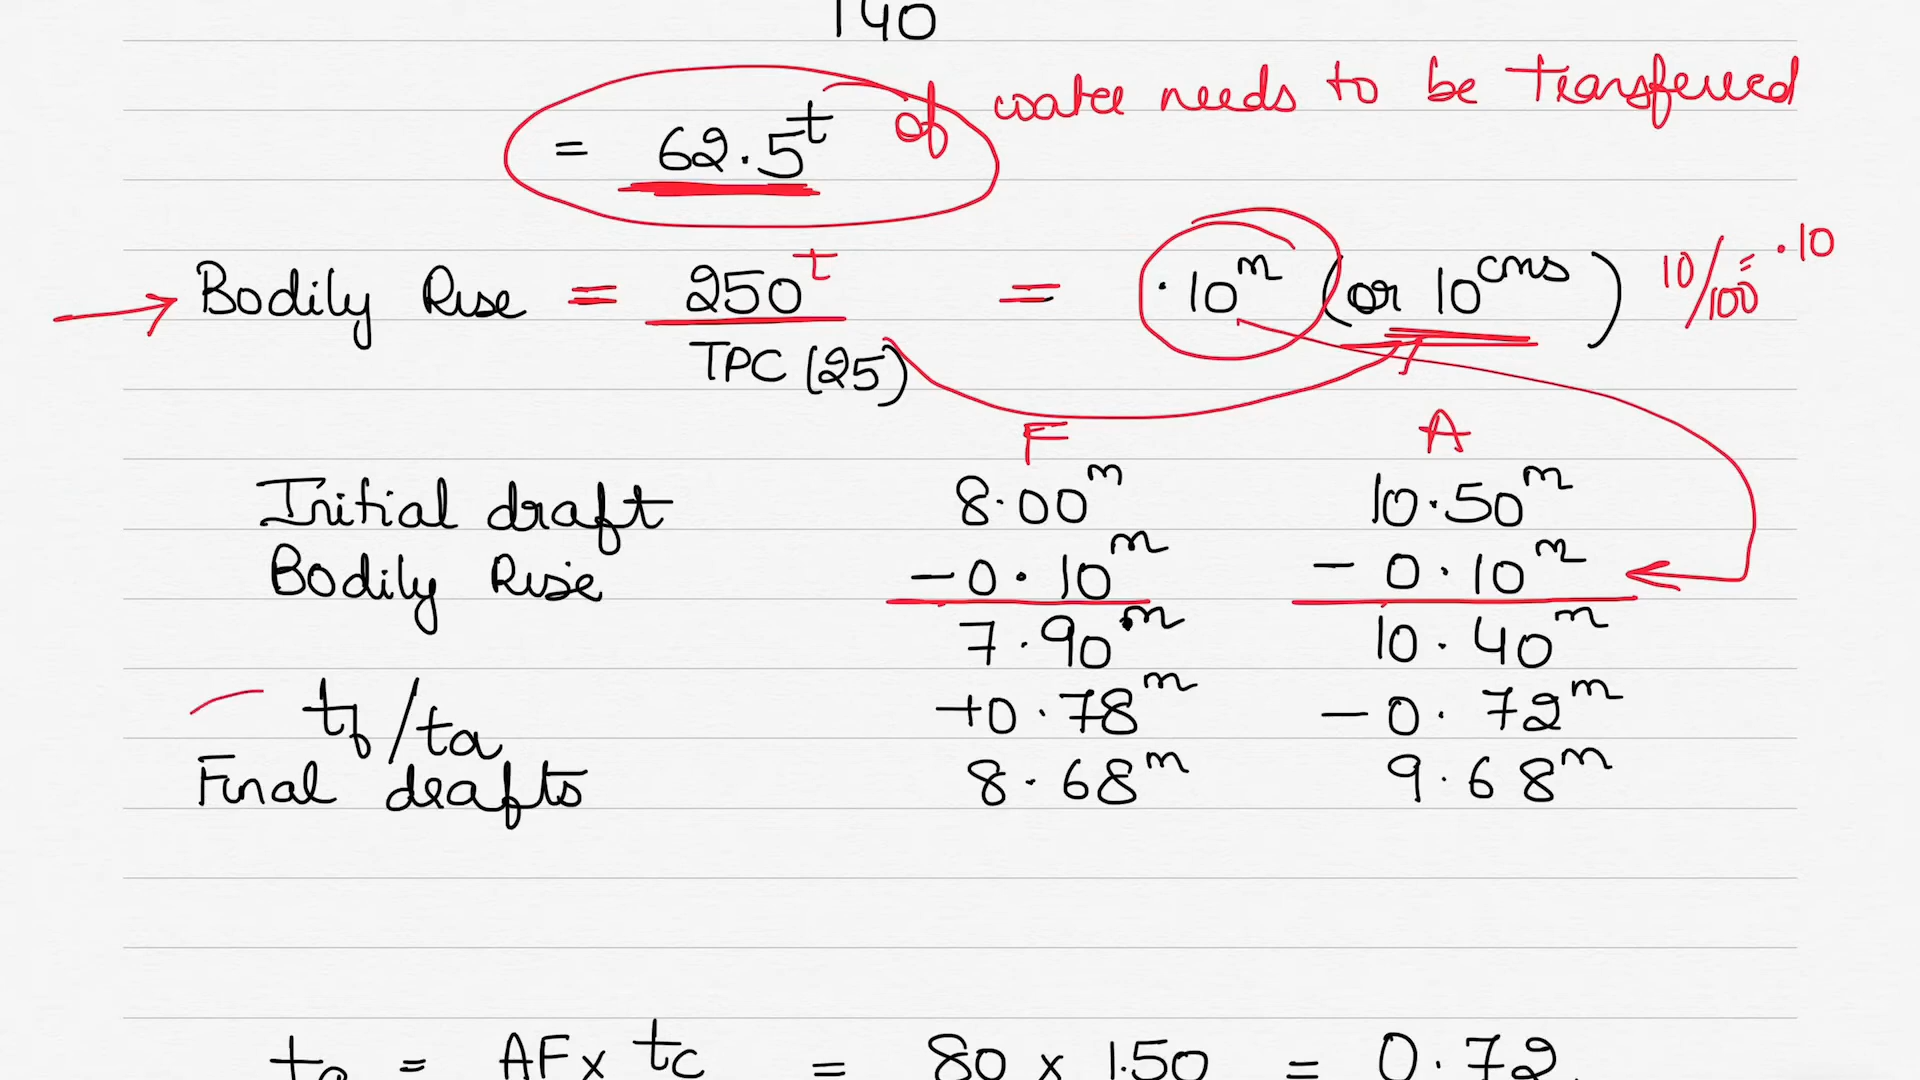 140
= 62.5t of water needs to be transferred
Bodily Rise = 250t = .10m (or 10cms) 10/100 = .10
TPC (25)
F A
Initial draft 8.00m 10.50m
Bodily Rise -0.10m -0.10m
7.90m 10.40m
tf/ta +0.78m -0.72m
Final drafts 8.68m 9.68m
ta = AF x tc = 80 x 1.50 = 0.72